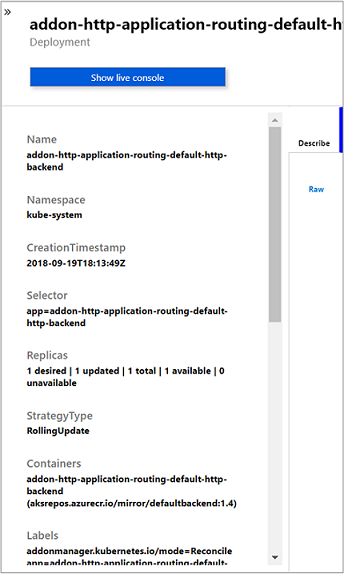 »
addon-http-application-routing-default-h
Deployment
Show live console
Name
addon-http-application-routing-default-http-
backend
Namespace
kube-system
CreationTimestamp
2018-09-19T18:13:49Z
Selector
app=addon-http-application-routing-default-
http-backend
Replicas
1 desired | 1 updated | 1 total | 1 available | 0
unavailable
StrategyType
RollingUpdate
Containers
addon-http-application-routing-default-http-
backend
(aksrepos.azurecr.io/mirror/defaultbackend:1.4)
Labels
addonmanager.kubernetes.io/mode=Reconcile
app=addon-http-application-routing-default-
Describe
Raw